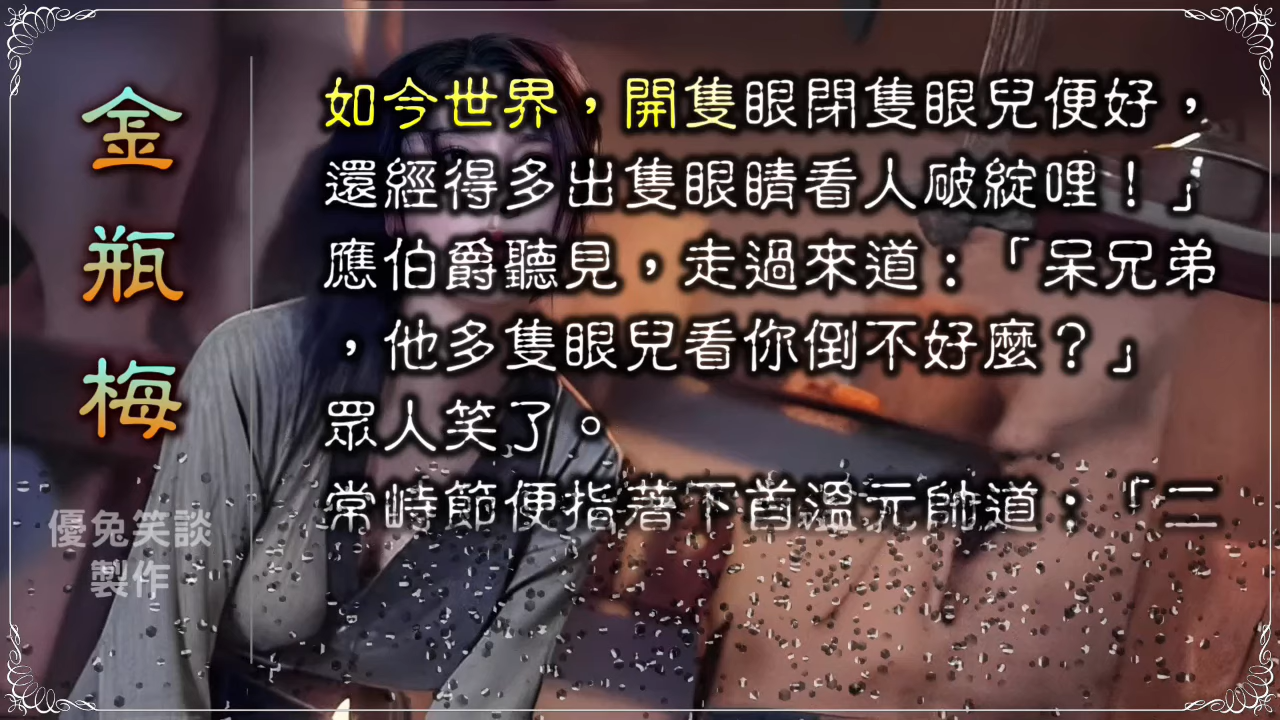 金瓶梅
優兔笑談
製作
如今世界，開隻眼閉隻眼兒便好，
還經得多出隻眼睛看人破綻哩！」
應伯爵聽見，走過來道：「呆兄弟
，他多隻眼兒看你倒不好麼？」
眾人笑了。
常峙節便指著下首溫元帥道：「二